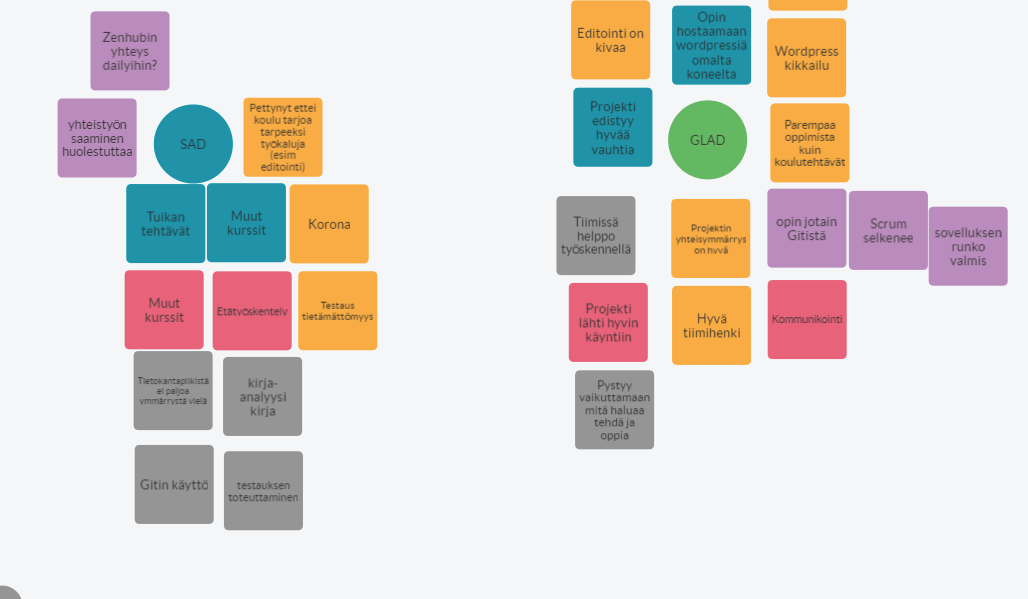 Zenhubin
yhteys
dailyihin?
yhteistyön
saaminen
huolestuttaa
SAD
Pettynyt ettei
koulu tarjoa
tarpeeksi
työkaluja
(esim
editointi)
Tuikan
tehtävät
Muut
kurssit
Korona
Muut
kurssit
Etätyöskentely
Testaus
tietämättömyys
Tietokantapiikistä
ei paljoa
ymmärrystä vielä
kirja-
analyysi
kirja
Gitin käyttö
testauksen
toteuttaminen
Editointi on
kivaa
Opin
hostaamaan
wordpressiä
omalta
koneelta
Wordpress
kikkailu
Projekti
edistyy
hyvää
vauhtia
GLAD
Parempaa
oppimista
kuin
koulutehtävät
Tiimissä
helppo
työskennellä
Projektin
yhteisymmärrys
on hyvä
opin jotain
Gitistä
Scrum
selkenee
sovelluksen
runko
valmis
Projekti
lähti hyvin
käyntiin
Hyvä
tiimihenki
Kommunikointi
Pystyy
vaikuttamaan
mitä haluaa
tehdä ja
oppia